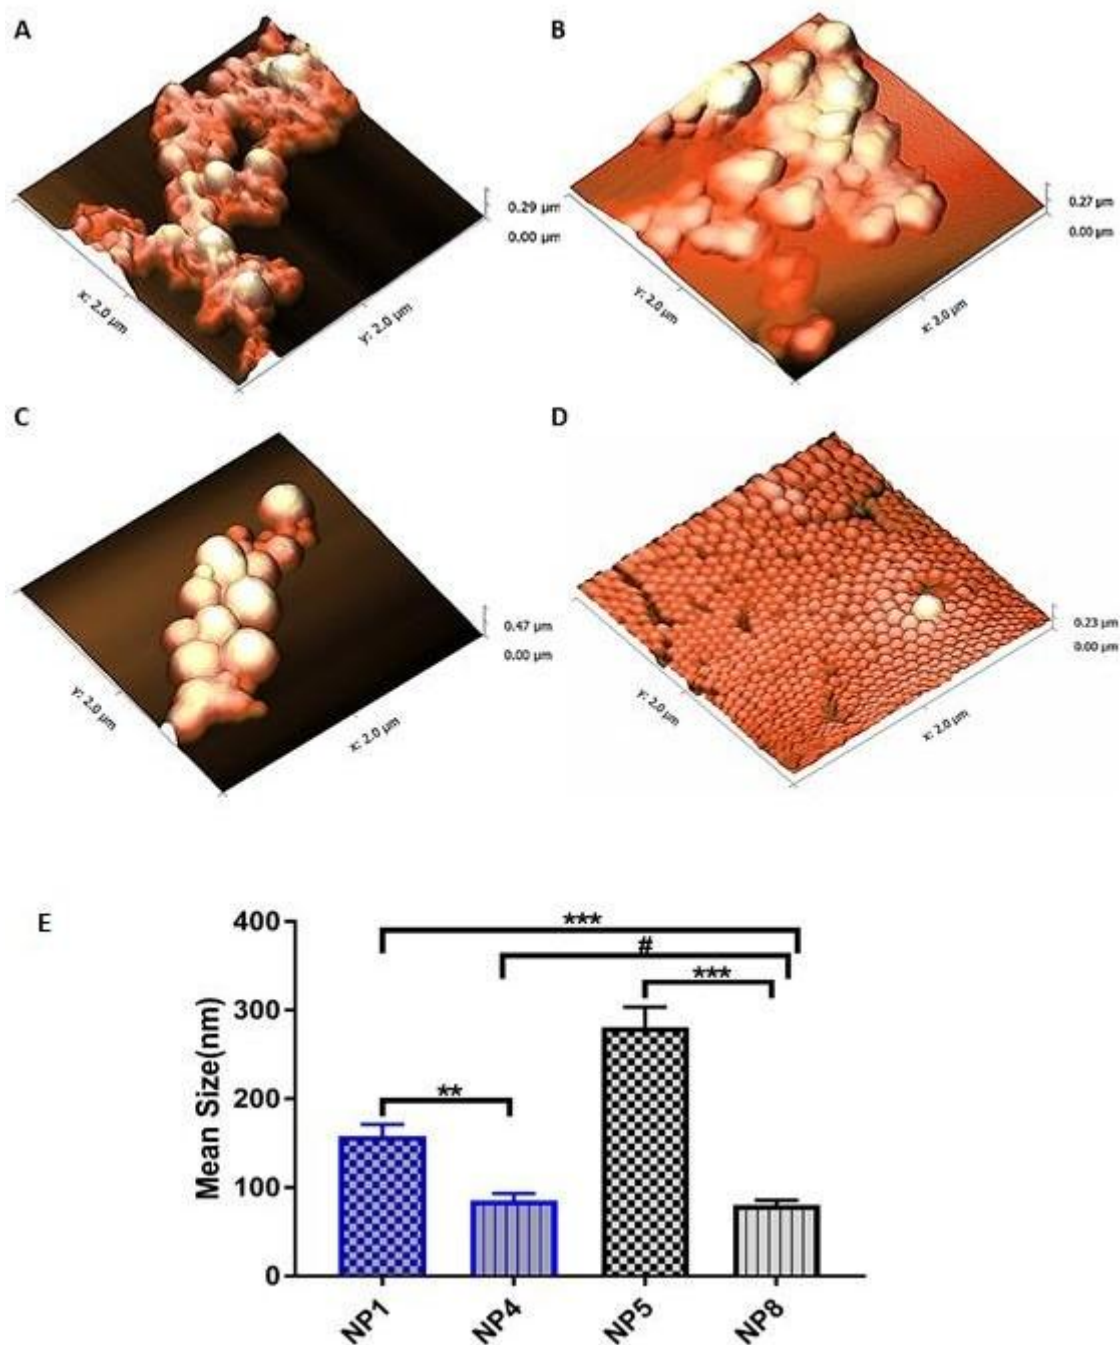 A
0.29 µm
0.00 µm
x: 2.0 µm
y: 2.0 µm
B
0.27 µm
0.00 µm
y: 2.0 µm
x: 2.0 µm
C
0.47 µm
0.00 µm
y: 2.0 µm
x: 2.0 µm
D
0.23 µm
0.00 µm
y: 2.0 µm
x: 2.0 µm
E
Mean Size(nm)
400
300
200
100
0
***
#
***
**
NP1
NP4
NP5
NP8